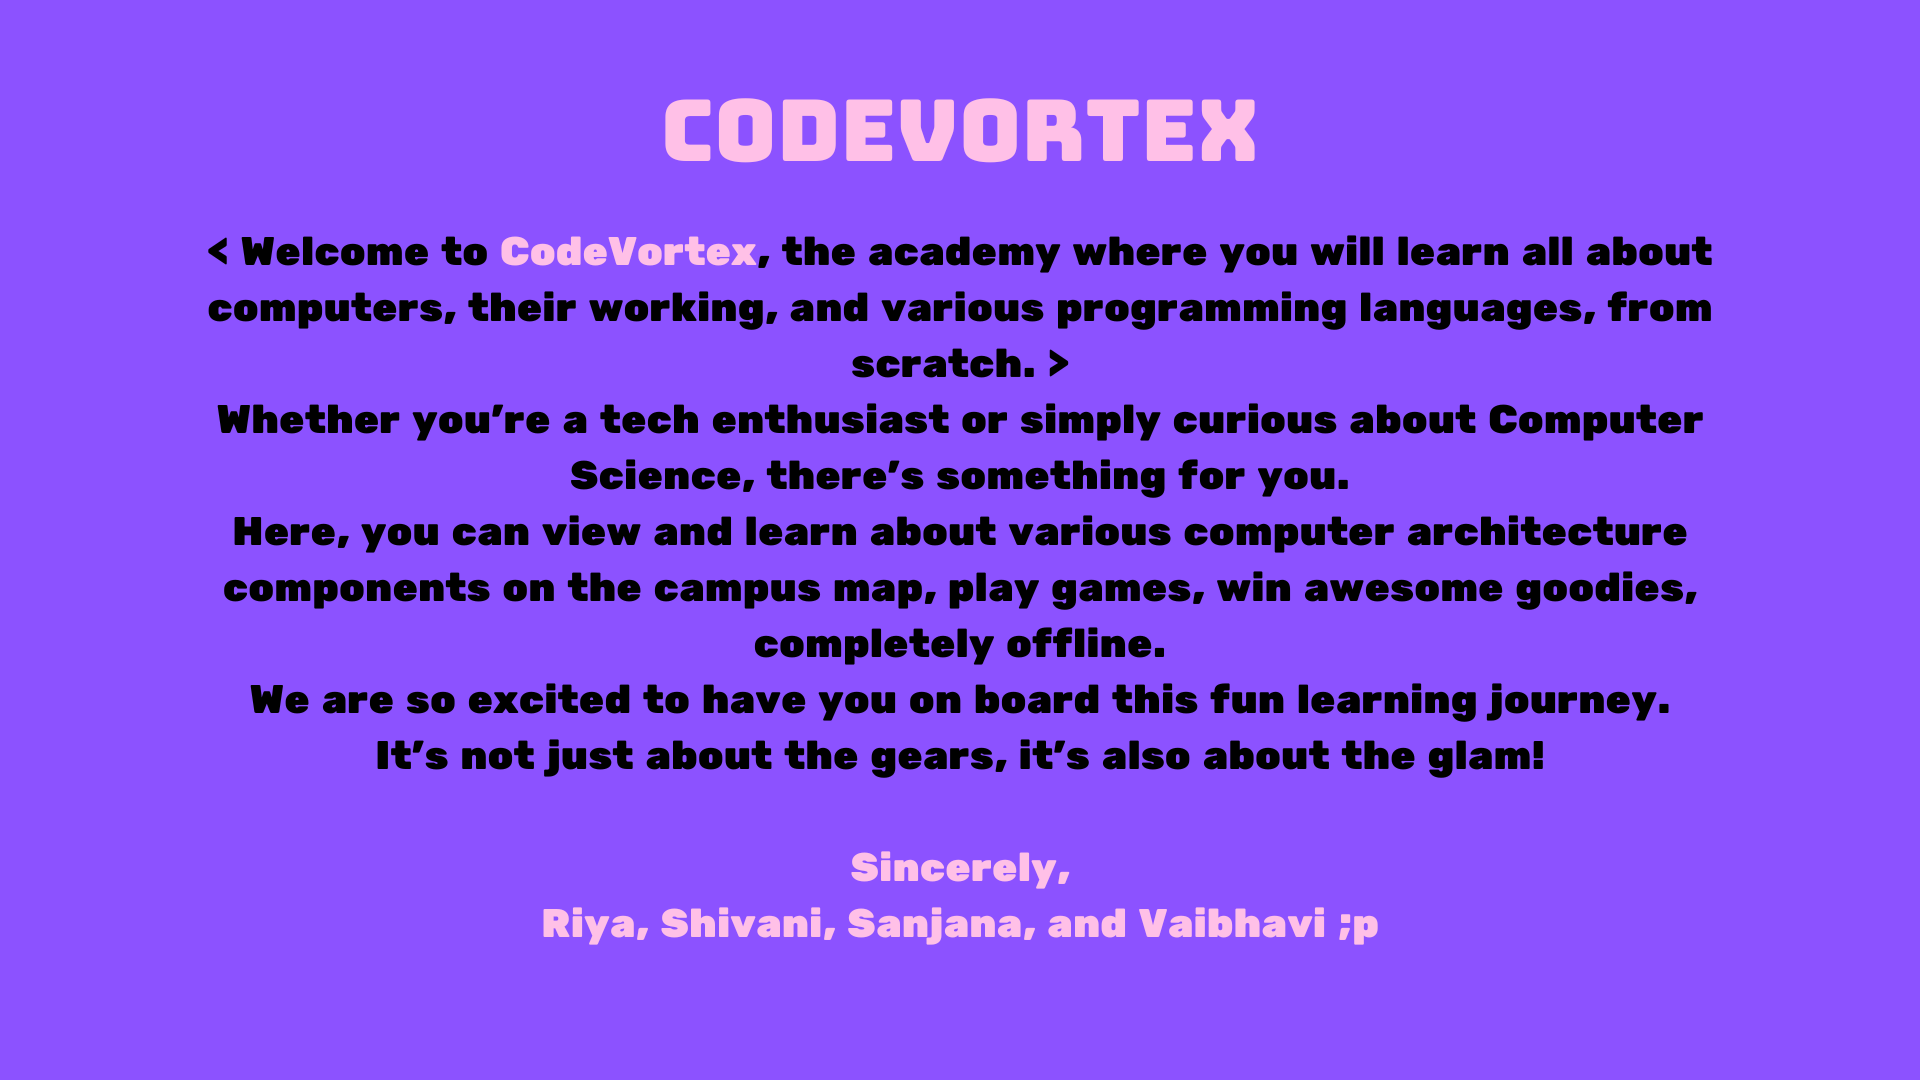 CODEVORTEX
< Welcome to CodeVortex, the academy where you will learn all about
computers, their working, and various programming languages, from
scratch. >
Whether you’re a tech enthusiast or simply curious about Computer
Science, there’s something for you.
Here, you can view and learn about various computer architecture
components on the campus map, play games, win awesome goodies,
completely offline.
We are so excited to have you on board this fun learning journey.
It’s not just about the gears, it’s also about the glam!
Sincerely,
Riya, Shivani, Sanjana, and Vaibhavi ;p